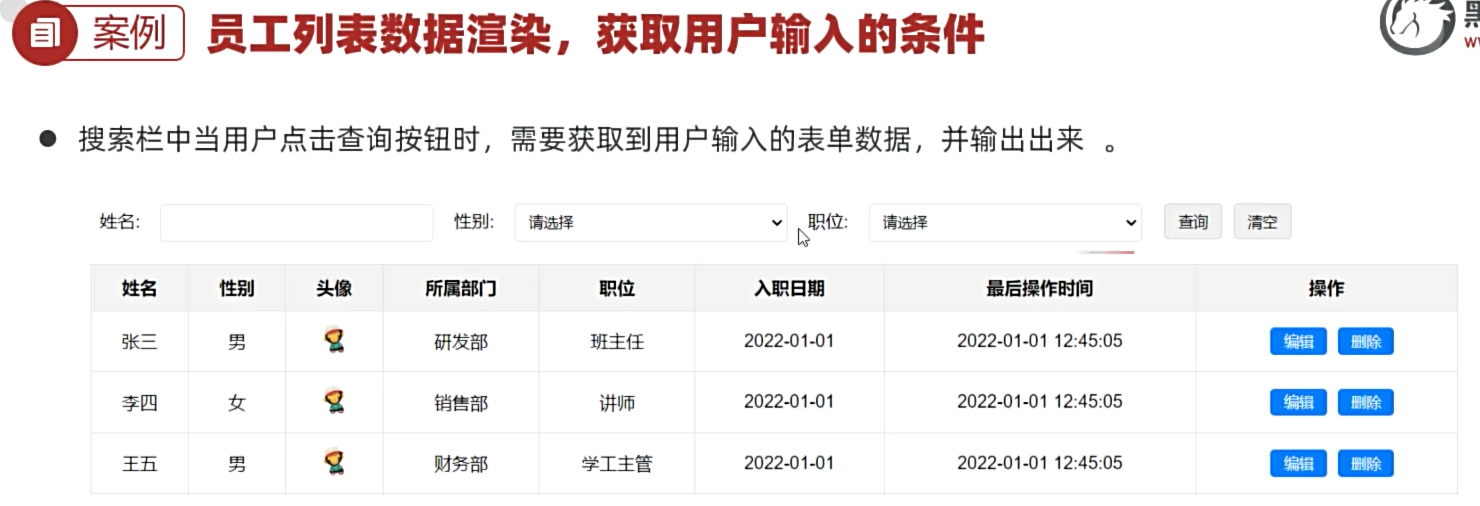 案例 员工列表数据渲染，获取用户输入的条件
搜索栏中当用户点击查询按钮时，需要获取到用户输入的表单数据，并输出出来 。
姓名: 性别: 请选择 职位: 请选择 查询 清空
姓名 性别 头像 所属部门 职位 入职日期 最后操作时间 操作
张三 男 研发部 班主任 2022-01-01 2022-01-01 12:45:05 编辑 删除
李四 女 销售部 讲师 2022-01-01 2022-01-01 12:45:05 编辑 删除
王五 男 财务部 学工主管 2022-01-01 2022-01-01 12:45:05 编辑 删除